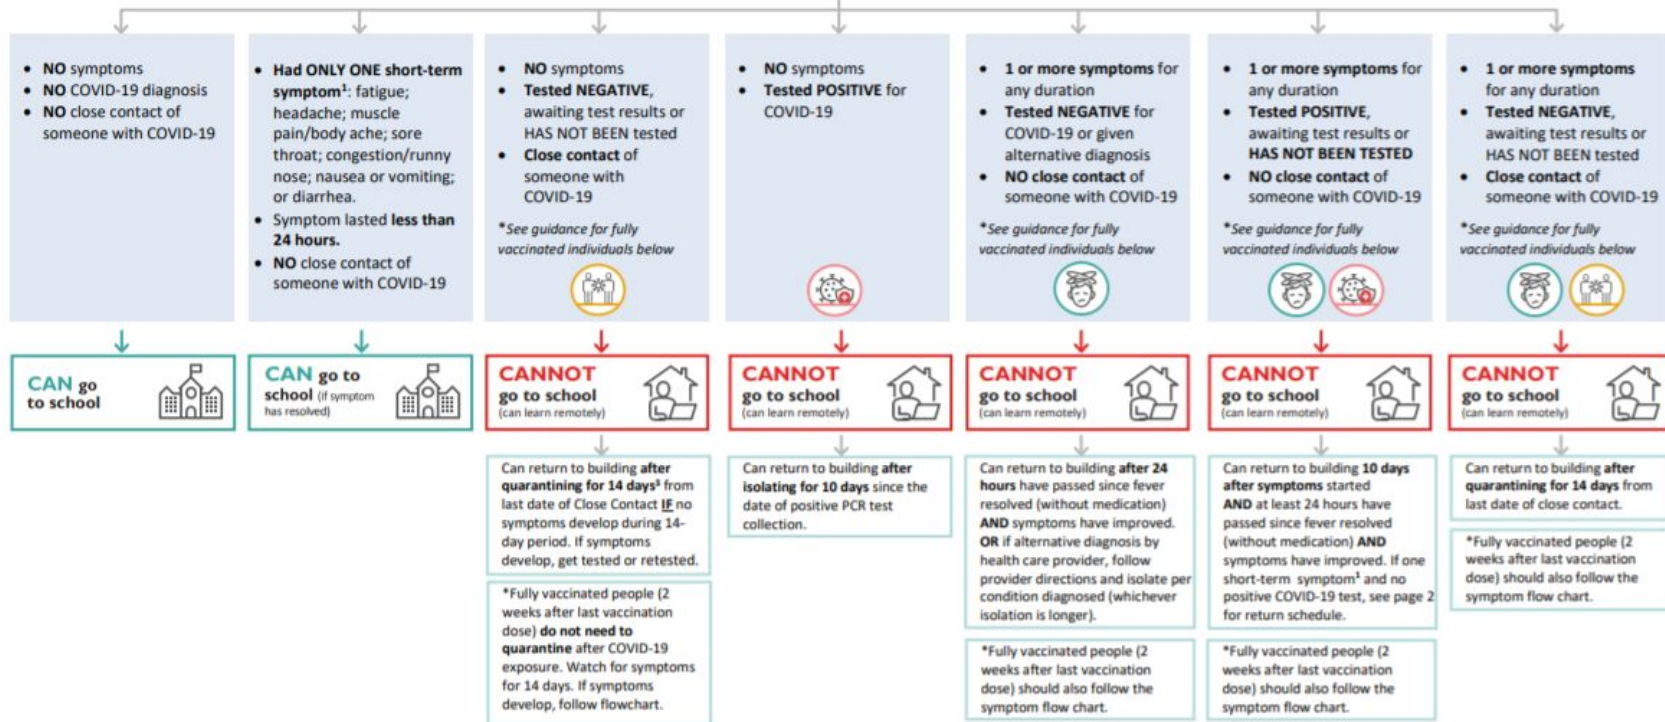 • NO symptoms
• NO COVID-19 diagnosis
• NO close contact of
someone with COVID-19
CAN go
to school
• Had ONLY ONE short-term
symptom¹: fatigue;
headache; muscle
pain/body ache; sore
throat; congestion/runny
nose; nausea or vomiting;
or diarrhea.
• Symptom lasted less than
24 hours.
• NO close contact of
someone with COVID-19
CAN go to
school (if symptom
has resolved)
• NO symptoms
• Tested NEGATIVE,
awaiting test results or
HAS NOT BEEN tested
• Close contact of
someone with
COVID-19
*See guidance for fully
vaccinated individuals below
CANNOT
go to school
(can learn remotely)
Can return to building after
quarantining for 14 days³ from
last date of Close Contact IF no
symptoms develop during 14-
day period. If symptoms
develop, get tested or retested.
*Fully vaccinated people (2
weeks after last vaccination
dose) do not need to
quarantine after COVID-19
exposure. Watch for symptoms
for 14 days. If symptoms
develop, follow flowchart.
• NO symptoms
• Tested POSITIVE for
COVID-19
CANNOT
go to school
(can learn remotely)
Can return to building after
isolating for 10 days since the
date of positive PCR test
collection.
• 1 or more symptoms for
any duration
• Tested NEGATIVE for
COVID-19 or given
alternative diagnosis
• NO close contact of
someone with COVID-19
*See guidance for fully
vaccinated individuals below
CANNOT
go to school
(can learn remotely)
Can return to building after 24
hours have passed since fever
resolved (without medication)
AND symptoms have improved.
OR if alternative diagnosis by
health care provider, follow
provider directions and isolate per
condition diagnosed (whichever
isolation is longer).
*Fully vaccinated people (2
weeks after last vaccination
dose) should also follow the
symptom flow chart.
• 1 or more symptoms for
any duration
• Tested POSITIVE,
awaiting test results or
HAS NOT BEEN TESTED
• NO close contact of
someone with COVID-19
*See guidance for fully
vaccinated individuals below
CANNOT
go to school
(can learn remotely)
Can return to building 10 days
after symptoms started
AND at least 24 hours have
passed since fever resolved
(without medication) AND
symptoms have improved. If one
short-term symptom¹ and no
positive COVID-19 test, see page 2
for return schedule.
*Fully vaccinated people (2
weeks after last vaccination
dose) should also follow the
symptom flow chart.
• 1 or more symptoms
for any duration
• Tested NEGATIVE,
awaiting test results or
HAS NOT BEEN tested
• Close contact of
someone with COVID-19
*See guidance for fully
vaccinated individuals below
CANNOT
go to school
(can learn remotely)
Can return to building after
quarantining for 14 days from
last date of close contact.
*Fully vaccinated people (2
weeks after last vaccination
dose) should also follow the
symptom flow chart.